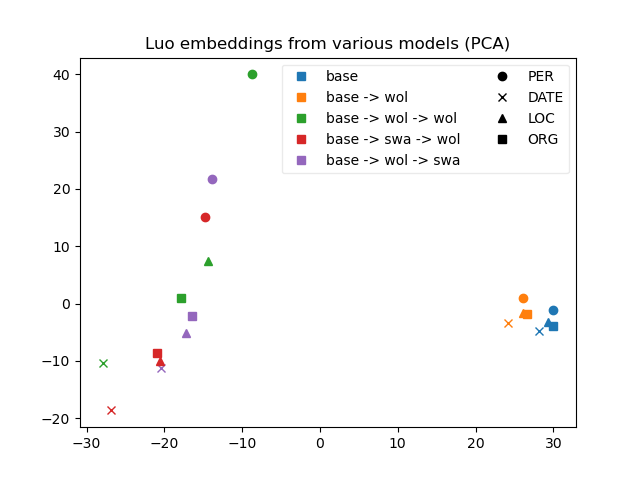 Luo embeddings from various models (PCA)
base
base -> wol
base -> wol -> wol
base -> swa -> wol
base -> wol -> swa
PER
DATE
LOC
ORG
40
30
20
10
0
−10
−20
−30 −20 −10 0 10 20 30